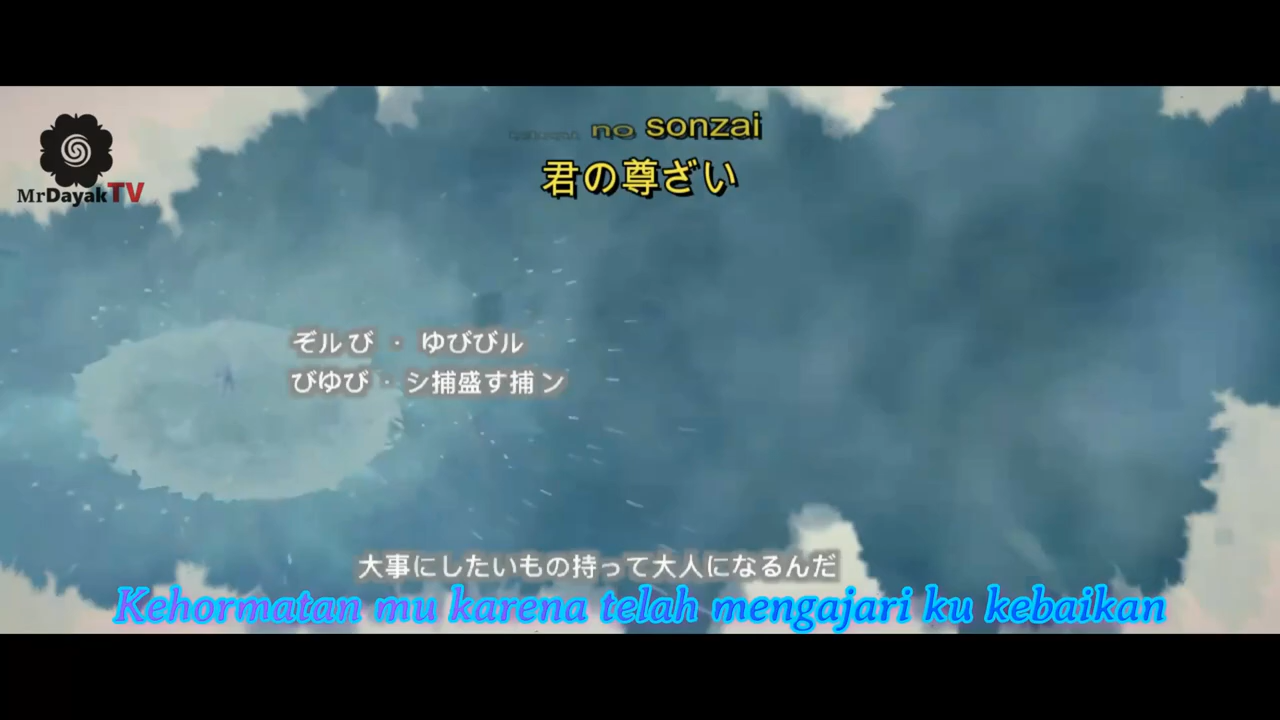 no sonzai
君の尊ざい
MrDayakTV
ぞルび ・ ゆびびル
びゆび・シ捕盛す捕ン
大事にしたいもの持って大人になるんだ
Kehormatan mu karena telah mengajari ku kebaikan